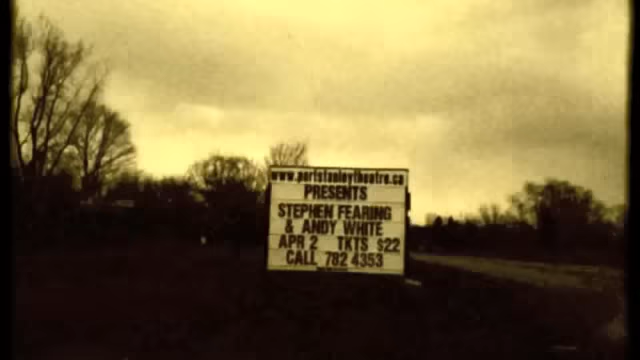 www.portstanleytheatre.ca
PRESENTS
STEPHEN FEARING
& ANDY WHITE
APR 2 TKTS $22
CALL 782 4353